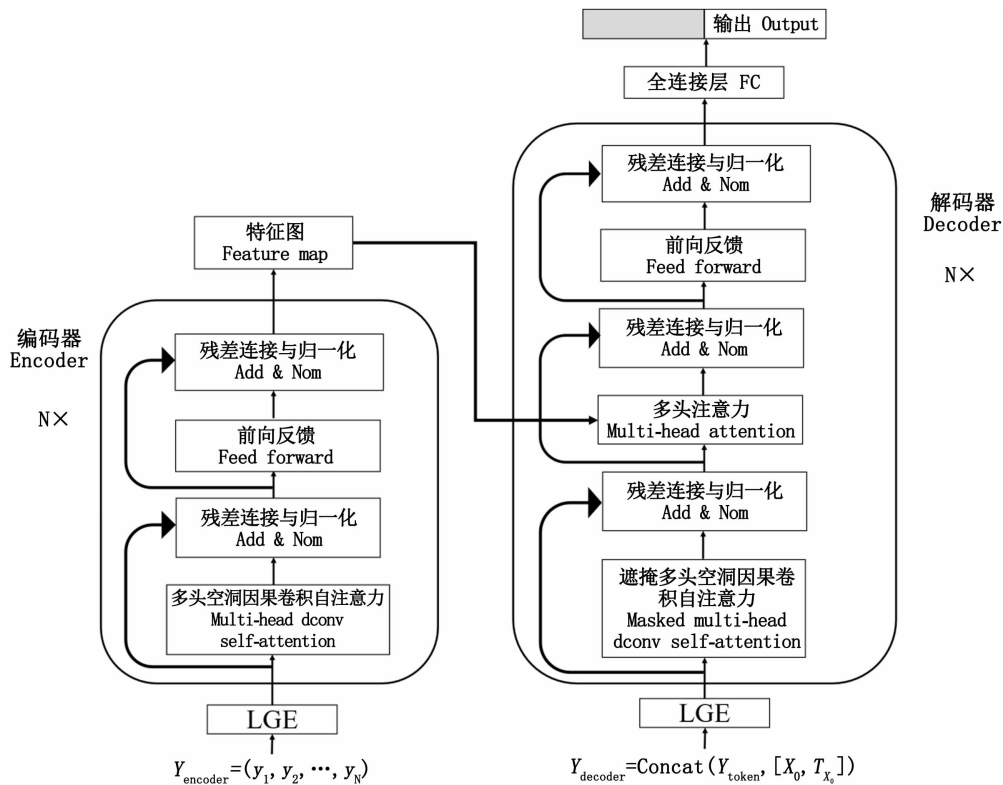 输出 Output
全连接层 FC
残差连接与归一化
Add & Nom
前向反馈
Feed forward
残差连接与归一化
Add & Nom
多头注意力
Multi-head attention
残差连接与归一化
Add & Nom
遮掩多头空洞因果卷
积自注意力
Masked multi-head
dconv self-attention
LGE
Y_decoder=Concat(Y_token, [X_0, T_{X_0}])
解码器
Decoder
N×
特征图
Feature map
编码器
Encoder
N×
残差连接与归一化
Add & Nom
前向反馈
Feed forward
残差连接与归一化
Add & Nom
多头空洞因果卷积自注意力
Multi-head dconv
self-attention
LGE
Y_encoder=(y_1, y_2, ⋯, y_N)